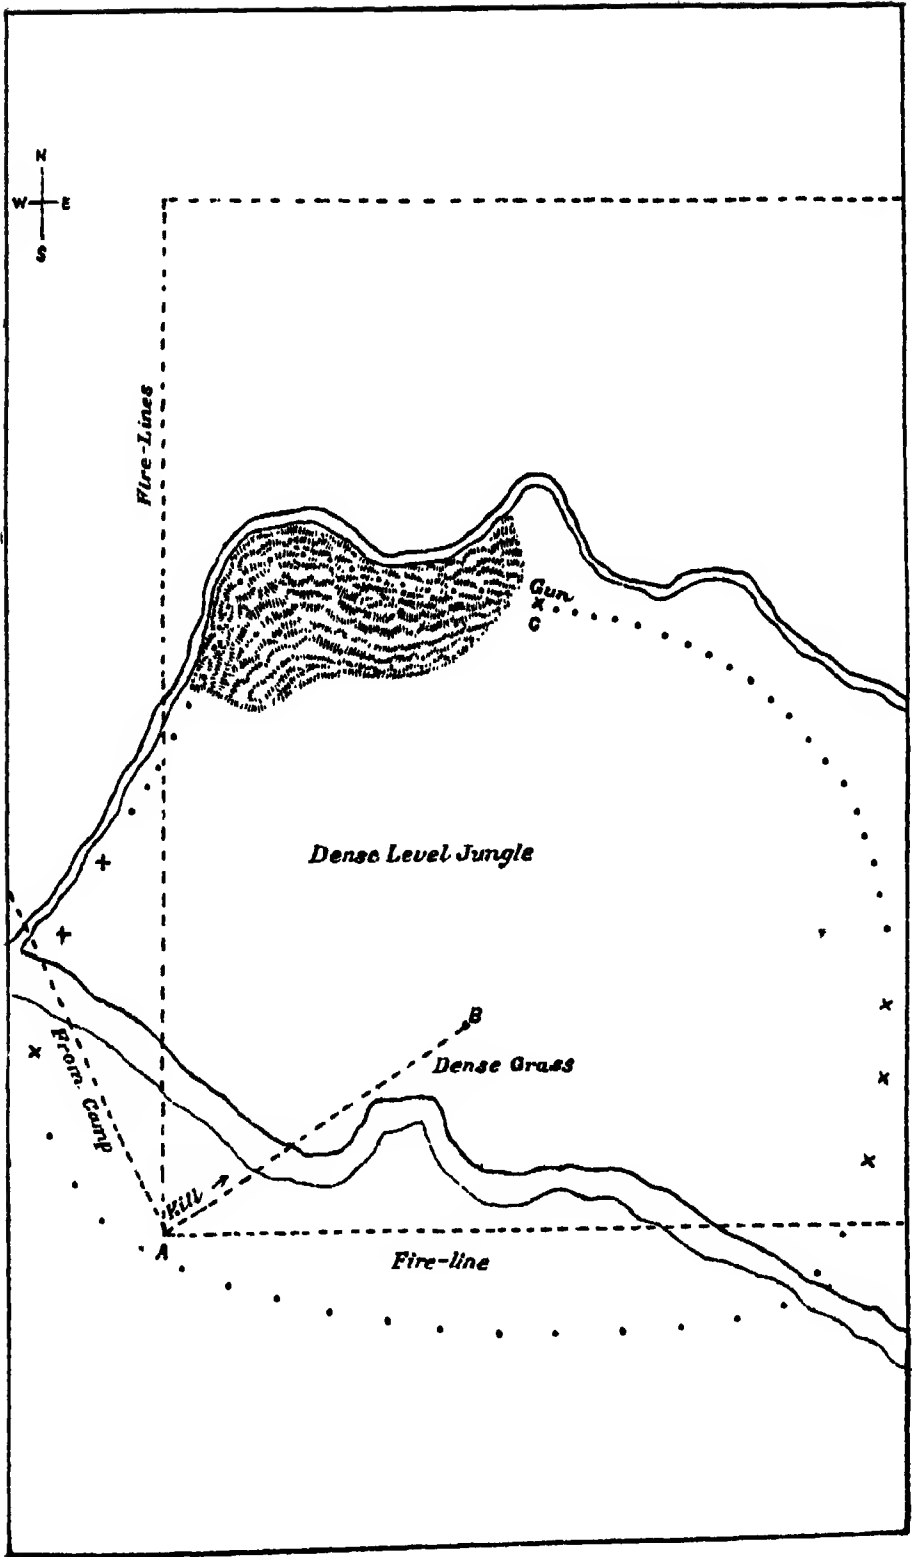 N
W E
S
Fire-Lines
Gun
G
Dense Level Jungle
B
Dense Grass
From Camp
Kill
A
Fire-line